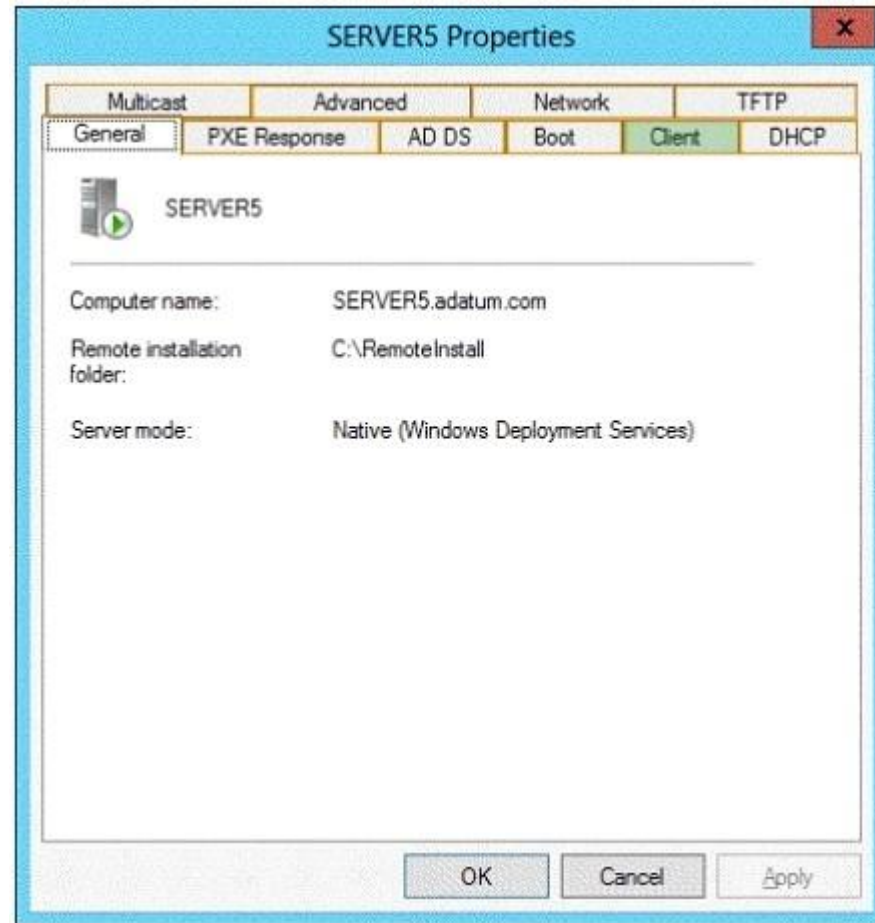 SERVER5 Properties
x
Multicast Advanced Network TFTP
General PXE Response AD DS Boot Client DHCP
SERVER5
Computer name: SERVER5.adatum.com
Remote installation C:\RemoteInstall
folder:
Server mode: Native (Windows Deployment Services)
OK Cancel Apply